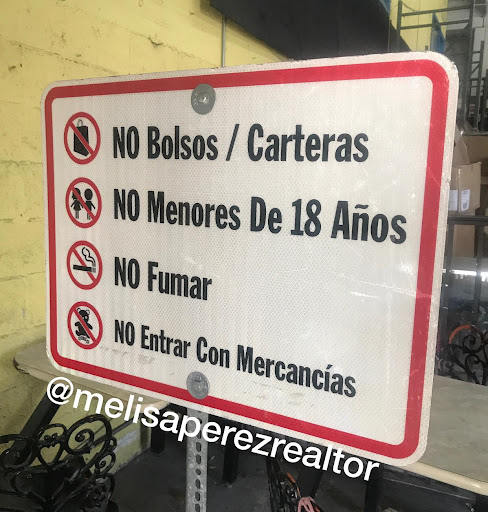 NO Bolsos / Carteras
NO Menores De 18 Años
NO Fumar
NO Entrar Con Mercancías
@melisaperezrealtor